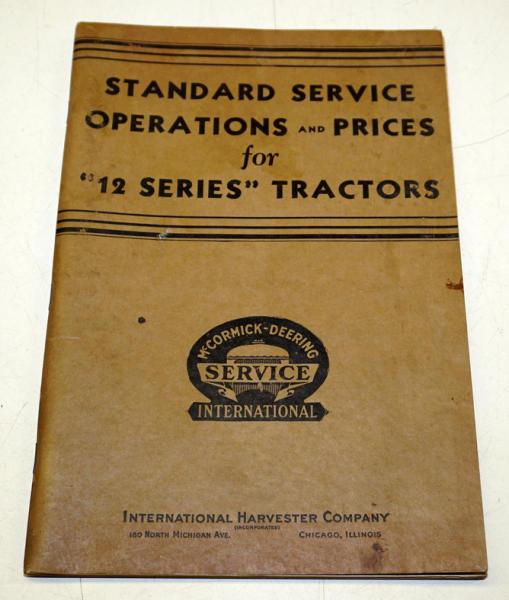 STANDARD SERVICE
OPERATIONS AND PRICES
for
"12 SERIES" TRACTORS
McCORMICK-DEERING
AND
SERVICE
INTERNATIONAL
INTERNATIONAL HARVESTER COMPANY
(INCORPORATED)
180 NORTH MICHIGAN AVE. CHICAGO, ILLINOIS